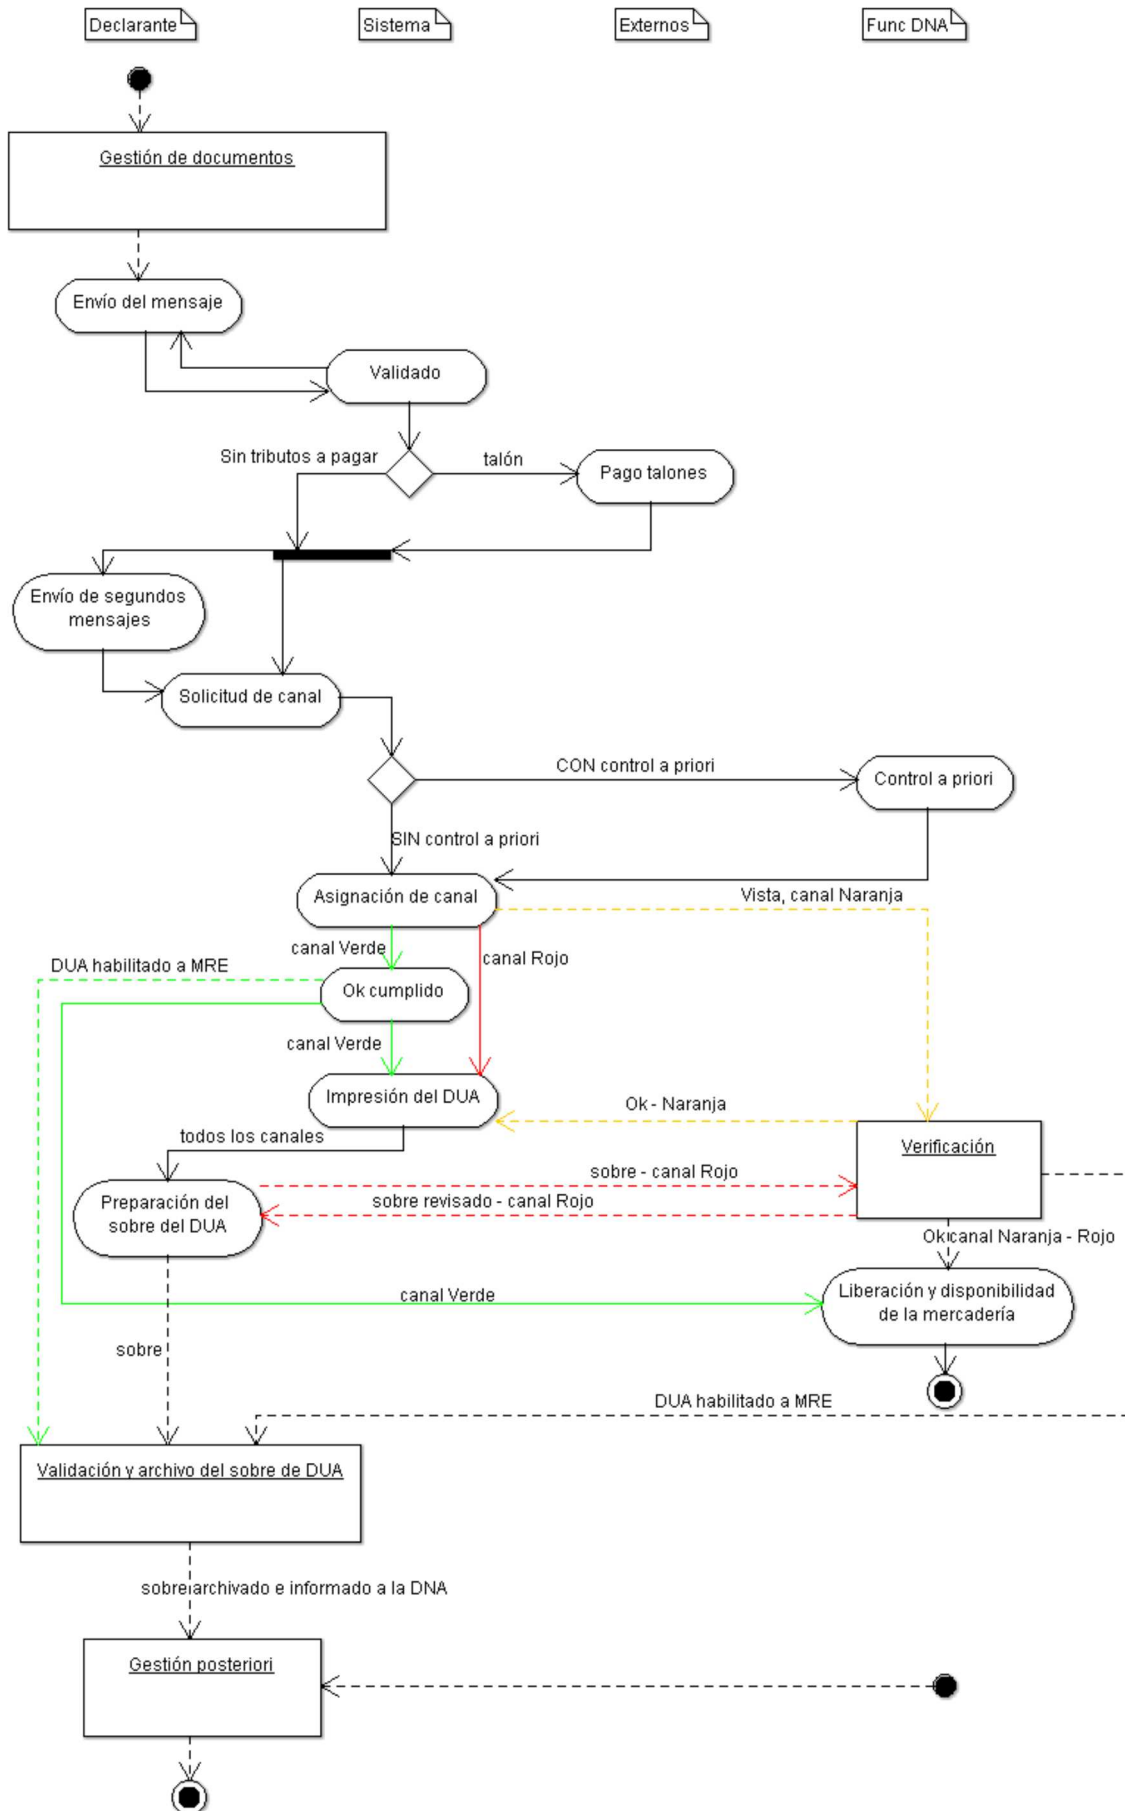 Declarante
Sistema
Externos
Func DNA
Gestión de documentos
Envío del mensaje
Validado
Sin tributos a pagar
talón
Pago talones
Envío de segundos
mensajes
Solicitud de canal
CON control a priori
Control a priori
SIN control a priori
Asignación de canal
Vista, canal Naranja
canal Verde
canal Rojo
DUA habilitado a MRE
Ok cumplido
canal Verde
Impresión del DUA
Ok - Naranja
todos los canales
Verificación
sobre - canal Rojo
sobre revisado - canal Rojo
Preparación del
sobre del DUA
Ok canal Naranja - Rojo
Liberación y disponibilidad
de la mercadería
canal Verde
sobre
DUA habilitado a MRE
Validación y archivo del sobre de DUA
sobre archivado e informado a la DNA
Gestión posteriori